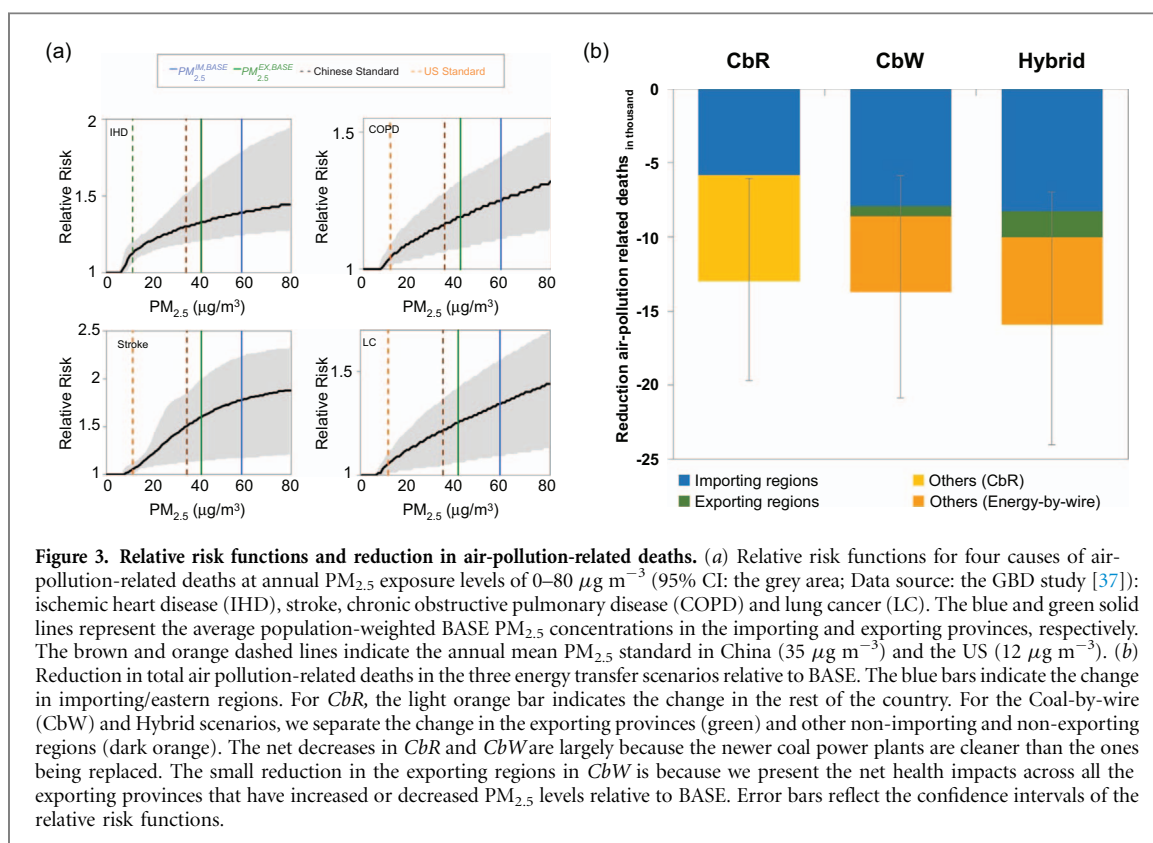 (a)
PM2.5^IM,BASE PM2.5^EX,BASE Chinese Standard US Standard
2
IHD
1.5
1
Relative Risk
0 20 40 60 80
PM2.5 (μg/m³)
1.5
COPD
1
Relative Risk
0 20 40 60 80
PM2.5 (μg/m³)
2.5
Stroke
2
1.5
1
Relative Risk
0 20 40 60 80
PM2.5 (μg/m³)
1.5
LC
1
Relative Risk
0 20 40 60 80
PM2.5 (μg/m³)
(b)
CbR CbW Hybrid
0
-5
-10
-15
-20
-25
Reduction air-pollution related deaths in thousand
Importing regions Others (CbR)
Exporting regions Others (Energy-by-wire)
Figure 3. Relative risk functions and reduction in air-pollution-related deaths. (a) Relative risk functions for four causes of air-
pollution-related deaths at annual PM2.5 exposure levels of 0–80 μg m−3 (95% CI: the grey area; Data source: the GBD study [37]):
ischemic heart disease (IHD), stroke, chronic obstructive pulmonary disease (COPD) and lung cancer (LC). The blue and green solid
lines represent the average population-weighted BASE PM2.5 concentrations in the importing and exporting provinces, respectively.
The brown and orange dashed lines indicate the annual mean PM2.5 standard in China (35 μg m−3) and the US (12 μg m−3). (b)
Reduction in total air pollution-related deaths in the three energy transfer scenarios relative to BASE. The blue bars indicate the change
in importing/eastern regions. For CbR, the light orange bar indicates the change in the rest of the country. For the Coal-by-wire
(CbW) and Hybrid scenarios, we separate the change in the exporting provinces (green) and other non-importing and non-exporting
regions (dark orange). The net decreases in CbR and CbW are largely because the newer coal power plants are cleaner than the ones
being replaced. The small reduction in the exporting regions in CbW is because we present the net health impacts across all the
exporting provinces that have increased or decreased PM2.5 levels relative to BASE. Error bars reflect the confidence intervals of the
relative risk functions.